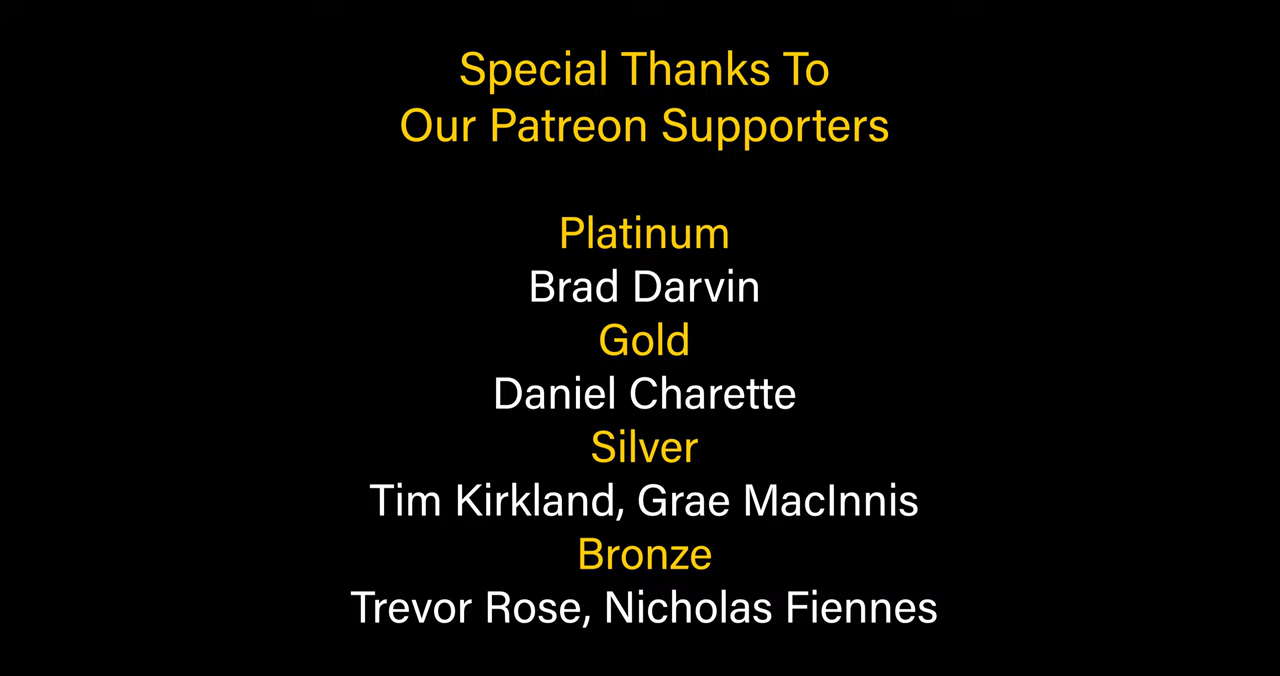 Special Thanks To
Our Patreon Supporters
Platinum
Brad Darvin
Gold
Daniel Charette
Silver
Tim Kirkland, Grae MacInnis
Bronze
Trevor Rose, Nicholas Fiennes